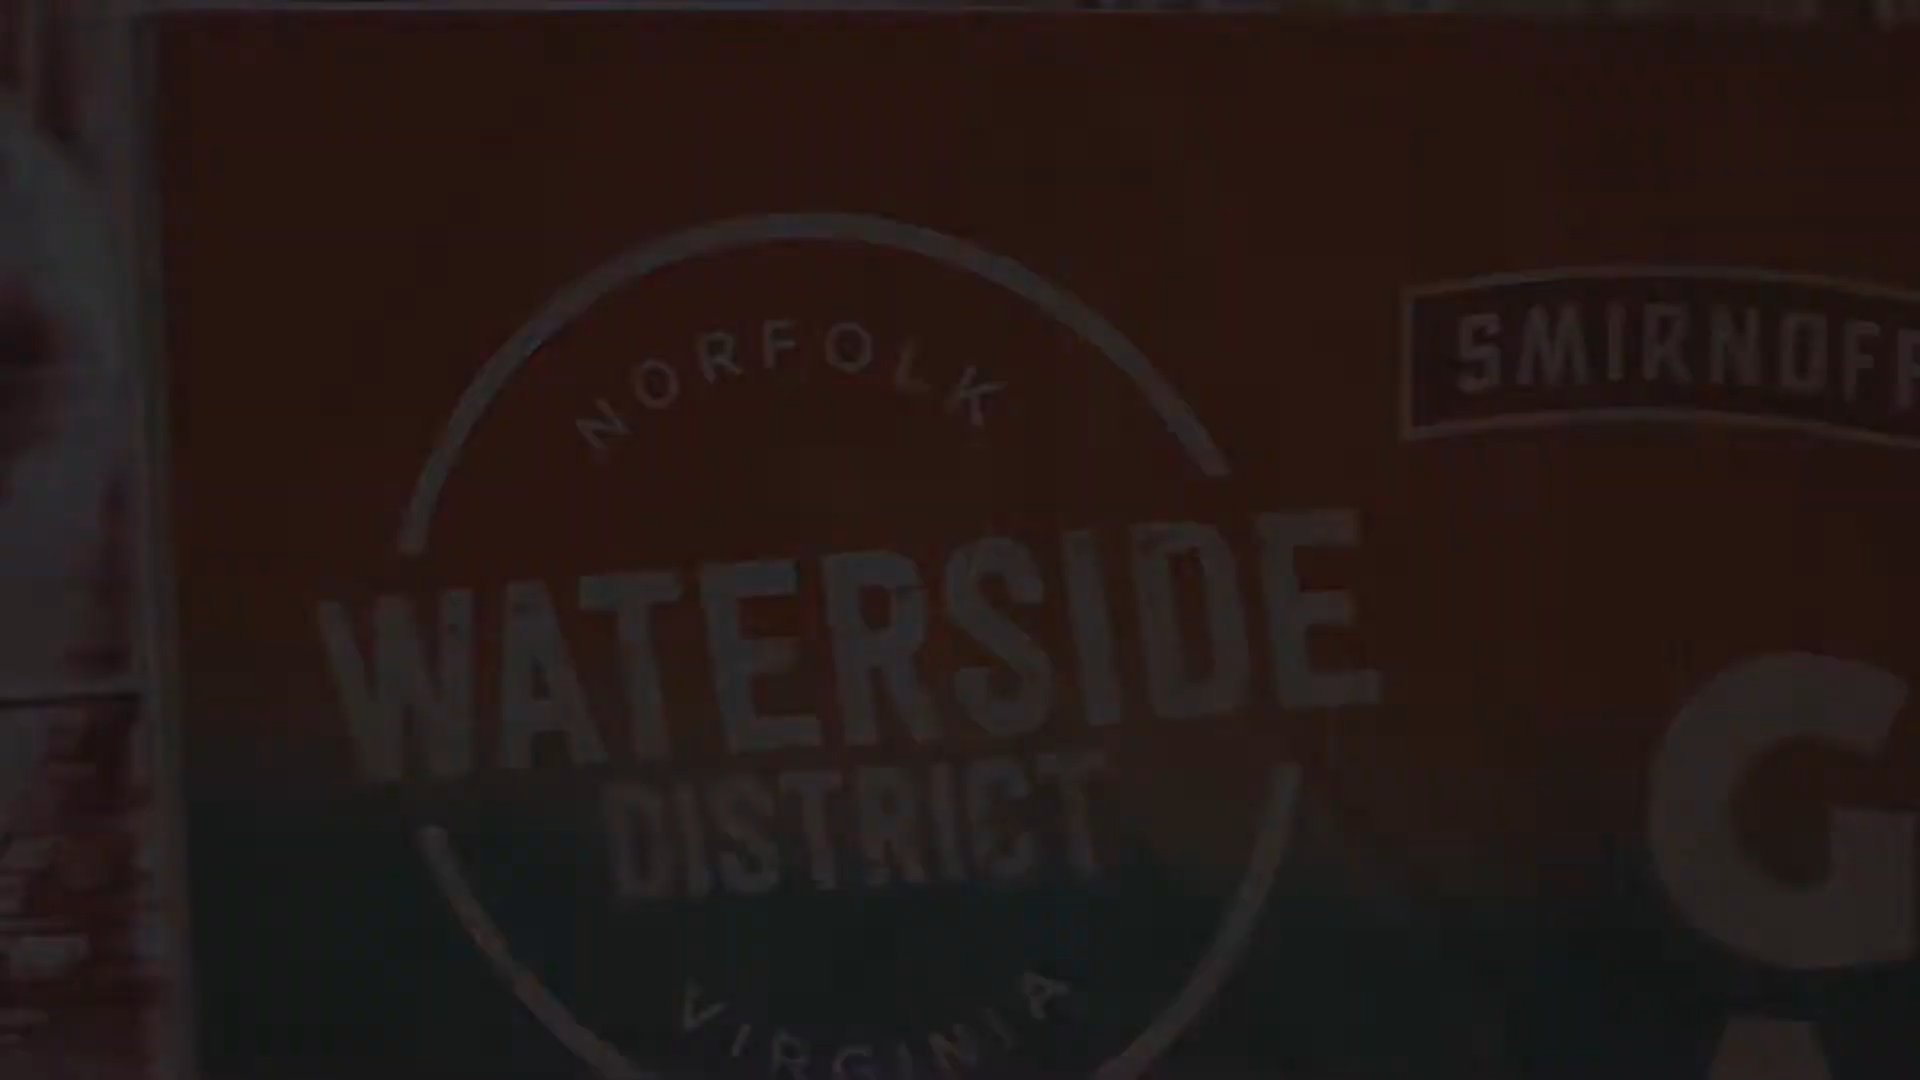 NORFOLK
WATERSIDE
DISTRICT
VIRGINIA
SMIRNOFF
G